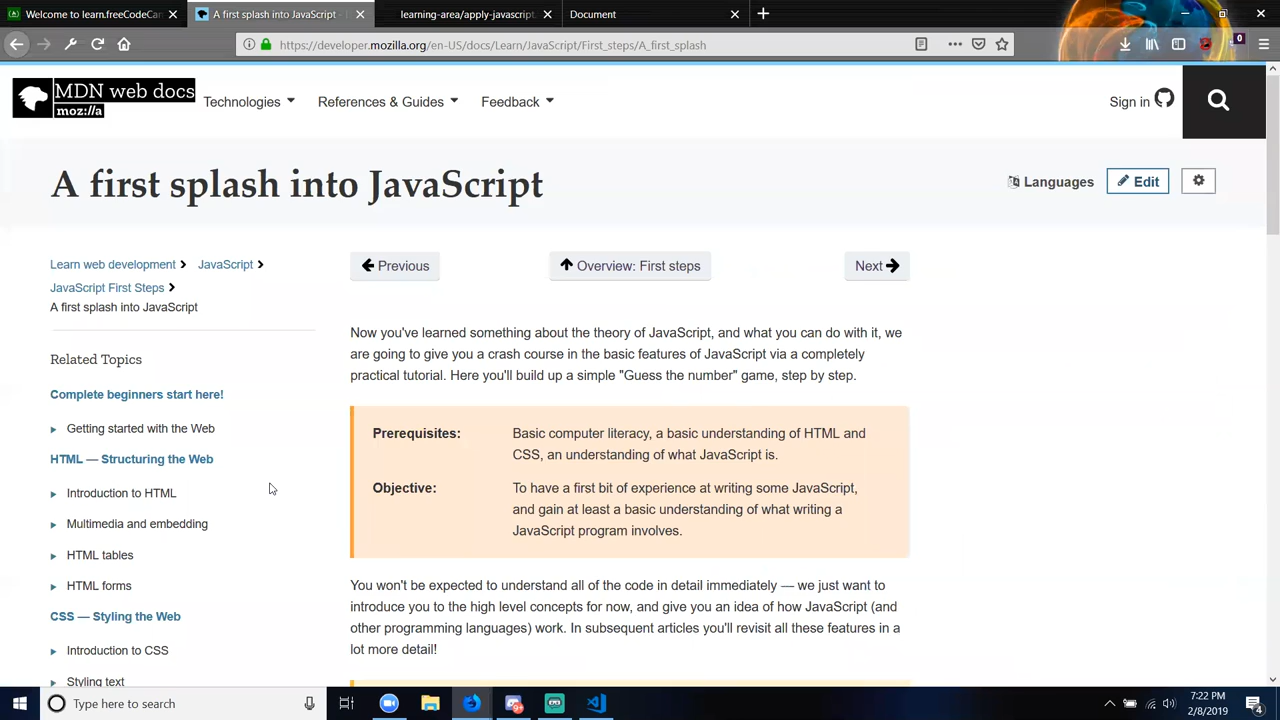 Welcome to learn.freeCodeCan
A first splash into JavaScript -
learning-area/apply-javascript.
Document
https://developer.mozilla.org/en-US/docs/Learn/JavaScript/First_steps/A_first_splash
0
MDN web docs
moz://a
Technologies
References & Guides
Feedback
Sign in
A first splash into JavaScript
Languages
Edit
Learn web development
JavaScript
JavaScript First Steps
A first splash into JavaScript
Previous
Overview: First steps
Next
Now you've learned something about the theory of JavaScript, and what you can do with it, we
are going to give you a crash course in the basic features of JavaScript via a completely
practical tutorial. Here you'll build up a simple "Guess the number" game, step by step.
Related Topics
Complete beginners start here!
Getting started with the Web
HTML — Structuring the Web
Introduction to HTML
Multimedia and embedding
HTML tables
HTML forms
CSS — Styling the Web
Introduction to CSS
Styling text
Prerequisites:
Basic computer literacy, a basic understanding of HTML and
CSS, an understanding of what JavaScript is.
Objective:
To have a first bit of experience at writing some JavaScript,
and gain at least a basic understanding of what writing a
JavaScript program involves.
You won't be expected to understand all of the code in detail immediately — we just want to
introduce you to the high level concepts for now, and give you an idea of how JavaScript (and
other programming languages) work. In subsequent articles you'll revisit all these features in a
lot more detail!
Type here to search
7:22 PM
2/8/2019
4